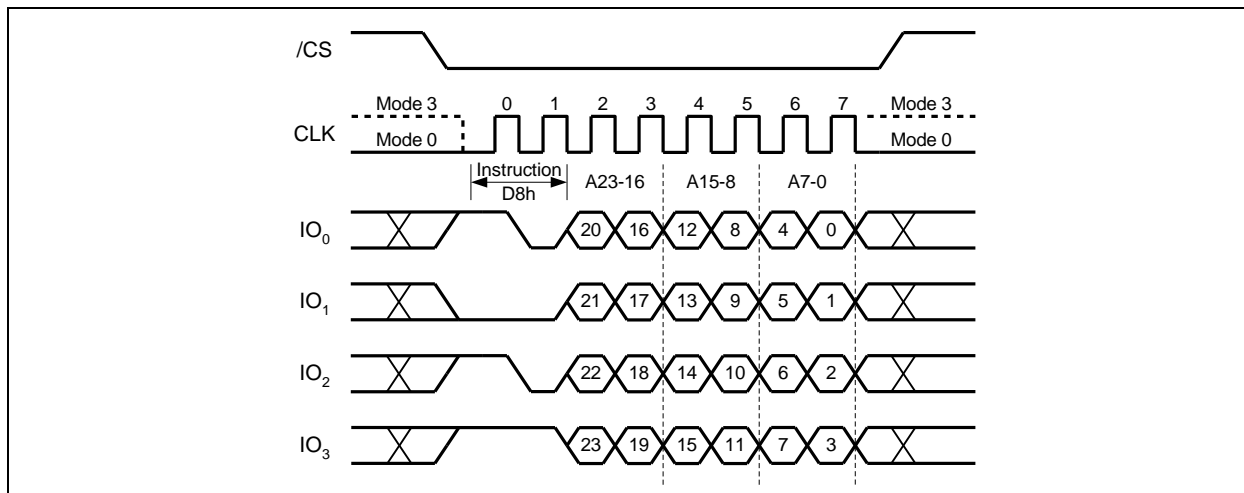 /CS
Mode 3 0 1 2 3 4 5 6 7 Mode 3
CLK
Mode 0 Mode 0
Instruction
D8h
A23-16 A15-8 A7-0
IO0 20 16 12 8 4 0
IO1 21 17 13 9 5 1
IO2 22 18 14 10 6 2
IO3 23 19 15 11 7 3